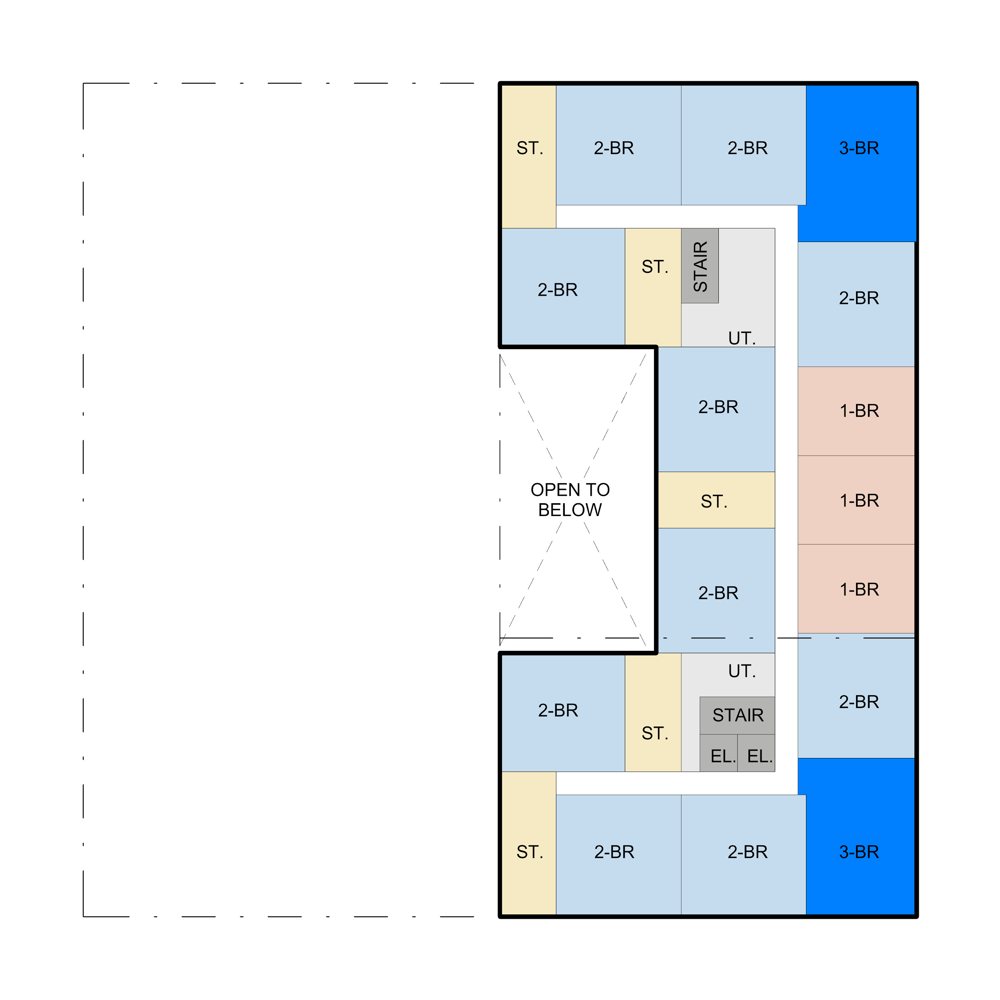 ST.
2-BR
2-BR
3-BR
STAIR
ST.
2-BR
2-BR
UT.
2-BR
1-BR
OPEN TO
BELOW
ST.
1-BR
2-BR
1-BR
UT.
2-BR
2-BR
STAIR
ST.
EL.
EL.
ST.
2-BR
2-BR
3-BR